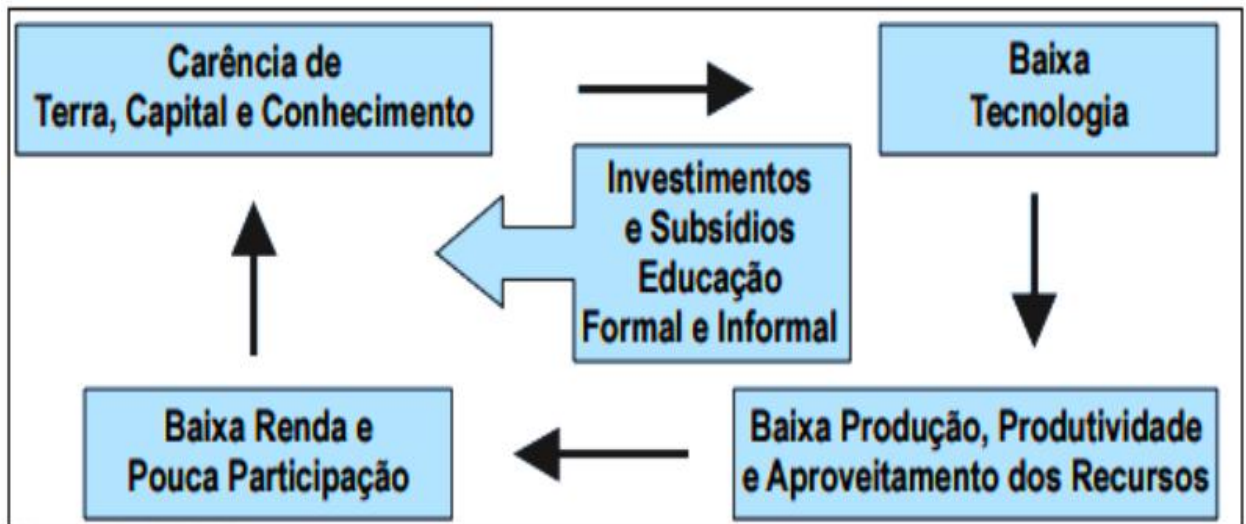 Carência de
Terra, Capital e Conhecimento
Baixa
Tecnologia
Investimentos
e Subsídios
Educação
Formal e Informal
Baixa Renda e
Pouca Participação
Baixa Produção, Produtividade
e Aproveitamento dos Recursos